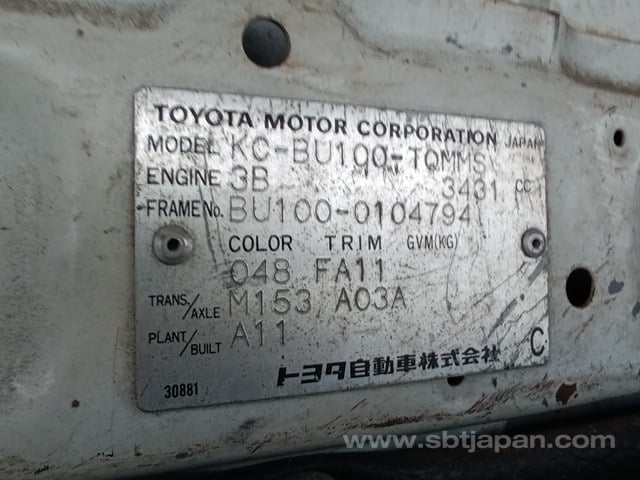 TOYOTA MOTOR CORPORATION JAPAN
MODEL KC-BU100-TQMMS
ENGINE 3B 3431 CC
FRAME No. BU100-0104794
COLOR TRIM GVM(KG)
048 FA11
TRANS./AXLE M153 A03A
PLANT/BUILT A11
C
トヨタ自動車株式会社
30881
www.sbtjapan.com